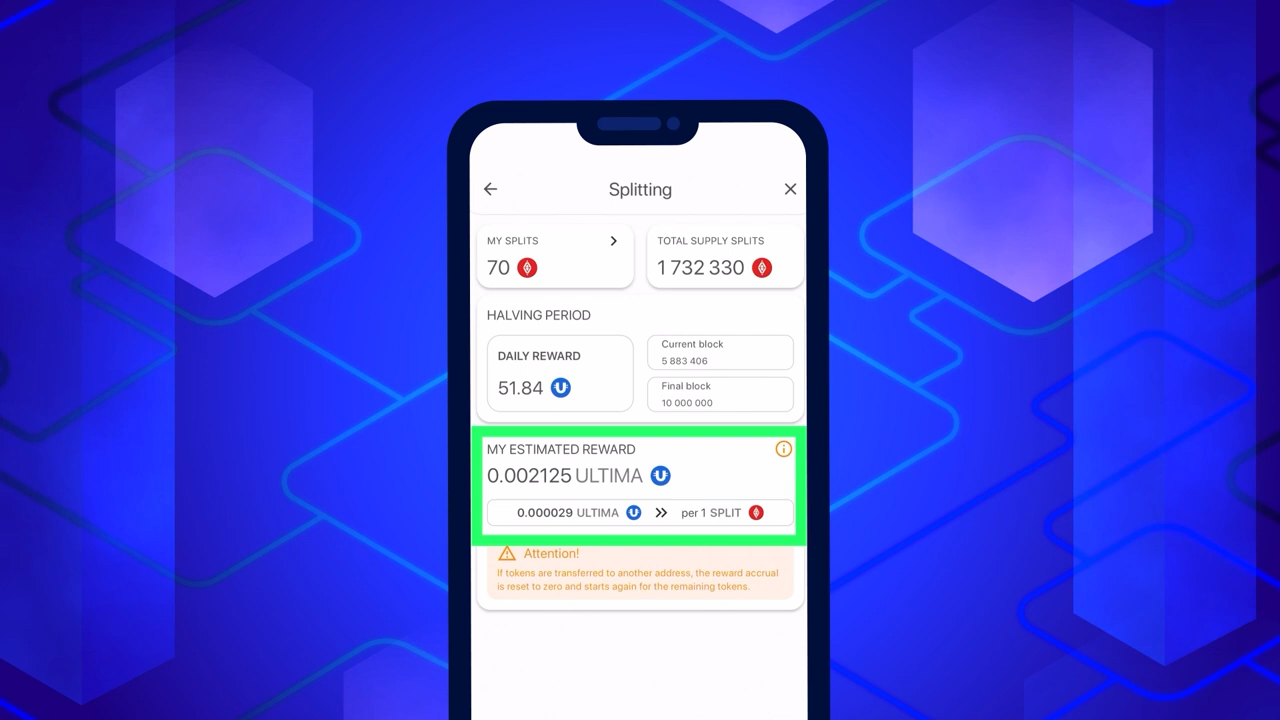 Splitting
MY SPLITS
70
TOTAL SUPPLY SPLITS
1 732 330
HALVING PERIOD
DAILY REWARD
51.84
Current block
5 883 406
Final block
10 000 000
MY ESTIMATED REWARD
0.002125 ULTIMA
0.000029 ULTIMA per 1 SPLIT
Attention!
If tokens are transferred to another address, the reward accrual
is reset to zero and starts again for the remaining tokens.